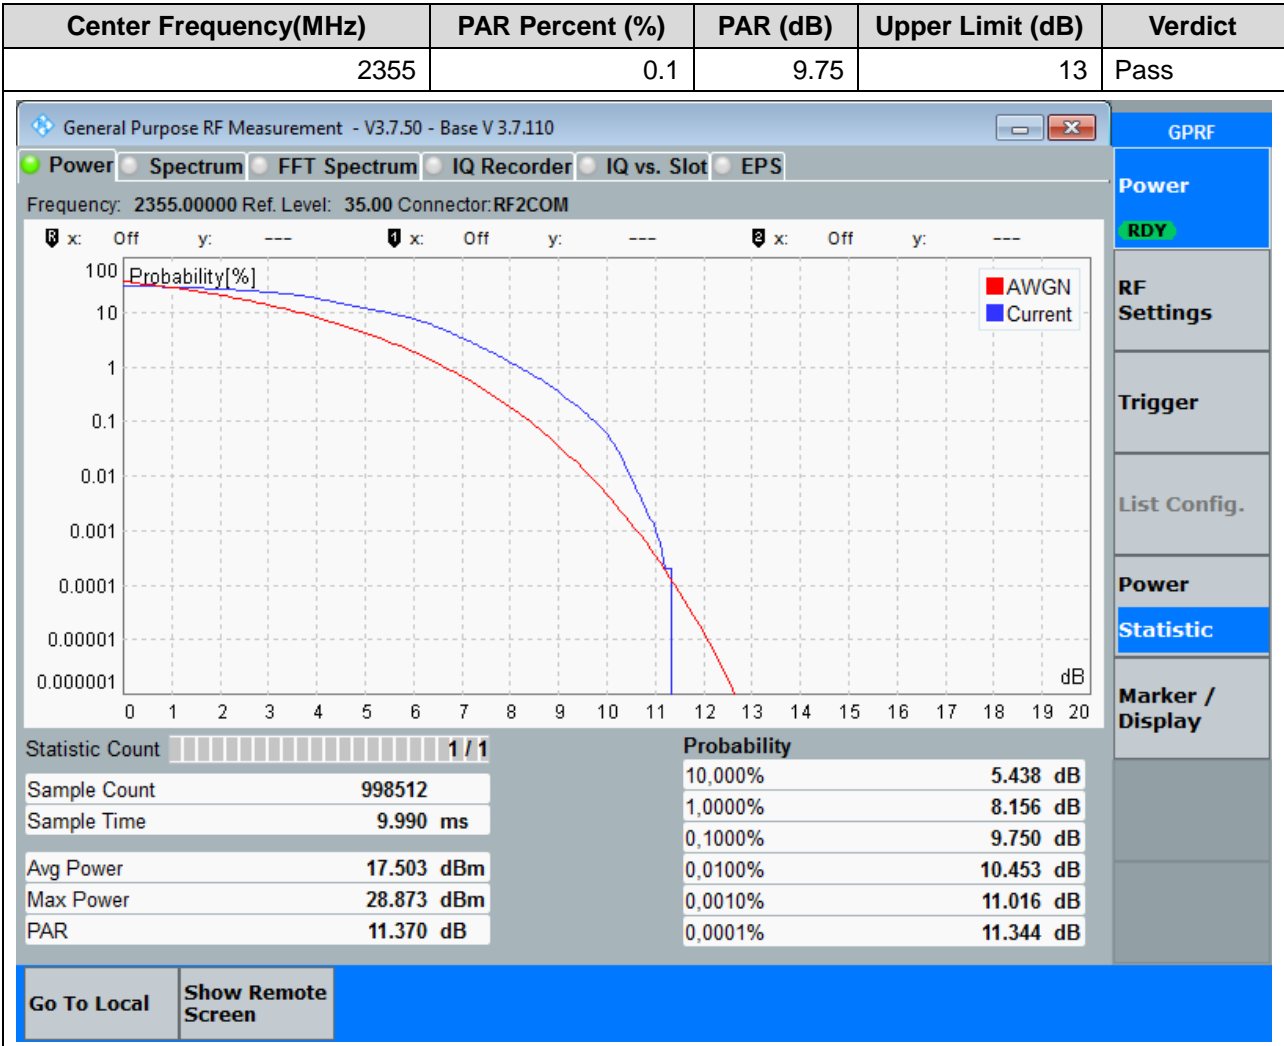 Center Frequency(MHz) PAR Percent (%) PAR (dB) Upper Limit (dB) Verdict
2355 0.1 9.75 13 Pass
General Purpose RF Measurement - V3.7.50 - Base V 3.7.110
GPRF
Power Spectrum FFT Spectrum IQ Recorder IQ vs. Slot EPS
Frequency: 2355.00000 Ref. Level: 35.00 Connector: RF2COM
R x: Off y: --- 1 x: Off y: --- 2 x: Off y: ---
Probability[%]
AWGN
Current
100
10
1
0.1
0.01
0.001
0.0001
0.00001
0.000001
dB
0 1 2 3 4 5 6 7 8 9 10 11 12 13 14 15 16 17 18 19 20
Statistic Count 1 / 1
Sample Count 998512
Sample Time 9.990 ms
Avg Power 17.503 dBm
Max Power 28.873 dBm
PAR 11.370 dB
Probability
10,000% 5.438 dB
1,0000% 8.156 dB
0,1000% 9.750 dB
0,0100% 10.453 dB
0,0010% 11.016 dB
0,0001% 11.344 dB
Power
RDY
RF
Settings
Trigger
List Config.
Power
Statistic
Marker /
Display
Go To Local
Show Remote
Screen